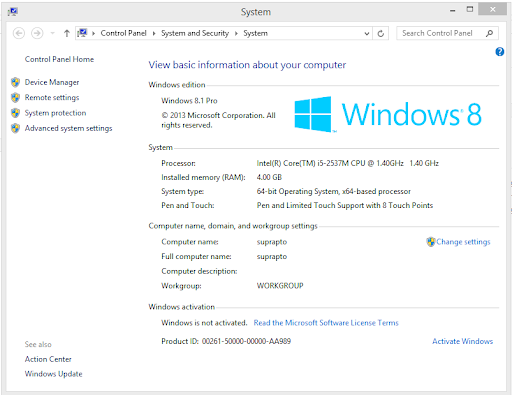 System
Control Panel System and Security System
Search Control Panel
Control Panel Home
Device Manager
Remote settings
System protection
Advanced system settings
View basic information about your computer
Windows edition
Windows 8.1 Pro
© 2013 Microsoft Corporation. All
rights reserved.
Windows 8
System
Processor: Intel(R) Core(TM) i5-2537M CPU @ 1.40GHz 1.40 GHz
Installed memory (RAM): 4.00 GB
System type: 64-bit Operating System, x64-based processor
Pen and Touch: Pen and Limited Touch Support with 8 Touch Points
Computer name, domain, and workgroup settings
Computer name: suprapto
Change settings
Full computer name: suprapto
Computer description:
Workgroup: WORKGROUP
Windows activation
Windows is not activated. Read the Microsoft Software License Terms
Product ID: 00261-50000-00000-AA989
Activate Windows
See also
Action Center
Windows Update